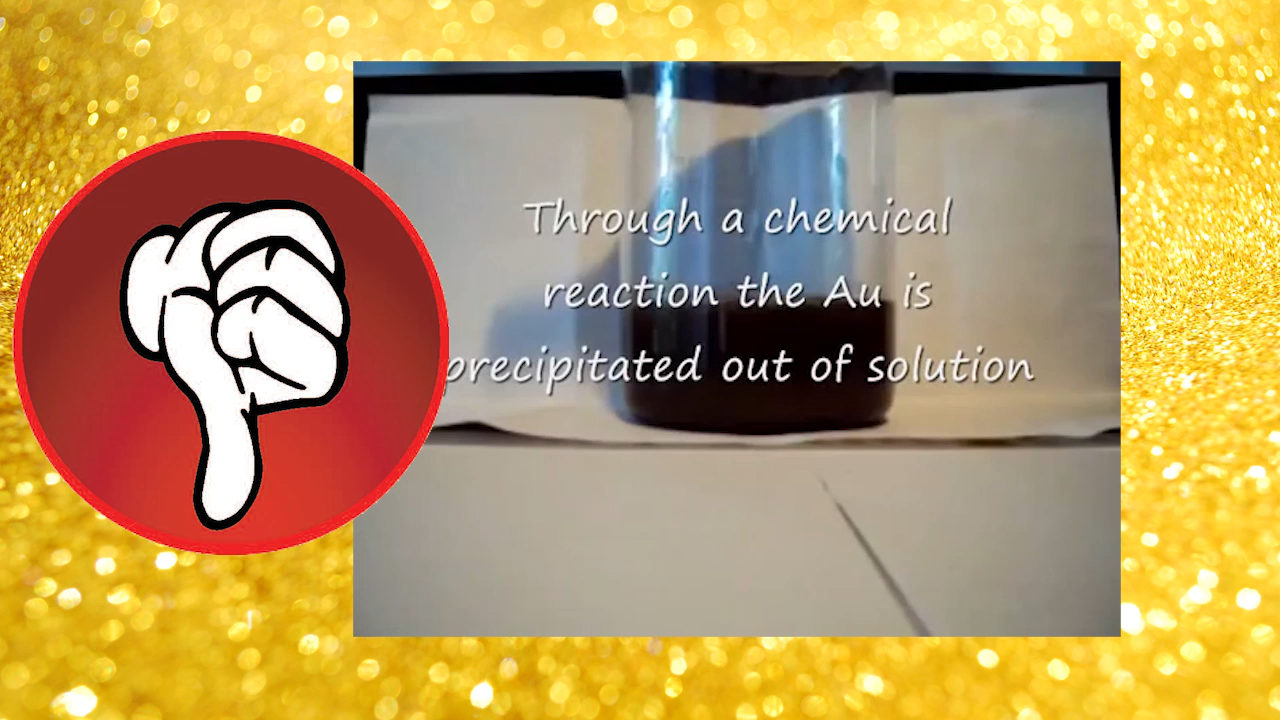 Through a chemical
reaction the Au is
precipitated out of solution